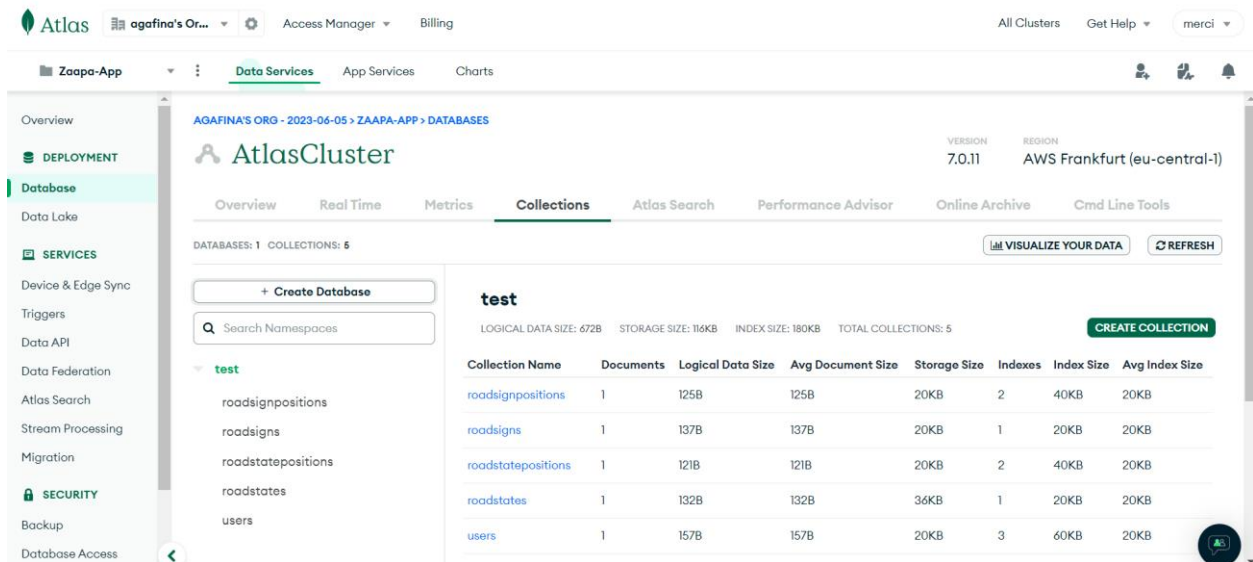 Atlas agafina's Or... Access Manager Billing All Clusters Get Help merci
Zaapa-App Data Services App Services Charts
Overview
DEPLOYMENT
Database
Data Lake
SERVICES
Device & Edge Sync
Triggers
Data API
Data Federation
Atlas Search
Stream Processing
Migration
SECURITY
Backup
Database Access
AGAFINA'S ORG - 2023-06-05 > ZAAPA-APP > DATABASES
AtlasCluster
VERSION REGION
7.0.11 AWS Frankfurt (eu-central-1)
Overview Real Time Metrics Collections Atlas Search Performance Advisor Online Archive Cmd Line Tools
DATABASES: 1 COLLECTIONS: 5 VISUALIZE YOUR DATA REFRESH
+ Create Database
Search Namespaces
test
roadsignpositions
roadsigns
roadstatepositions
roadstates
users
test
LOGICAL DATA SIZE: 672B STORAGE SIZE: 116KB INDEX SIZE: 180KB TOTAL COLLECTIONS: 5 CREATE COLLECTION
Collection Name Documents Logical Data Size Avg Document Size Storage Size Indexes Index Size Avg Index Size
roadsignpositions 1 125B 125B 20KB 2 40KB 20KB
roadsigns 1 137B 137B 20KB 1 20KB 20KB
roadstatepositions 1 121B 121B 20KB 2 40KB 20KB
roadstates 1 132B 132B 36KB 1 20KB 20KB
users 1 157B 157B 20KB 3 60KB 20KB